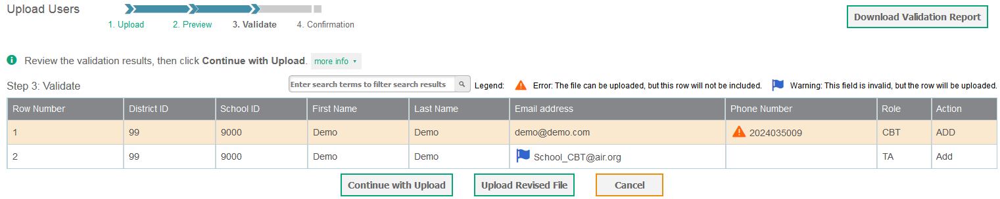 Upload Users
1. Upload 2. Preview 3. Validate 4. Confirmation
Download Validation Report
Review the validation results, then click Continue with Upload. more info
Step 3: Validate
Enter search terms to filter search results
Legend: Error: The file can be uploaded, but this row will not be included. Warning: This field is invalid, but the row will be uploaded.
Row Number District ID School ID First Name Last Name Email address Phone Number Role Action
1 99 9000 Demo Demo demo@demo.com 2024035009 CBT ADD
2 99 9000 Demo Demo School_CBT@air.org TA Add
Continue with Upload Upload Revised File Cancel